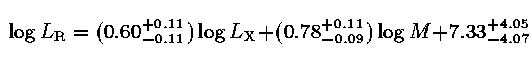 log L_R = (0.60^{+0.11}_{-0.11}) log L_X + (0.78^{+0.11}_{-0.09}) log M + 7.33^{+4.05}_{-4.07}